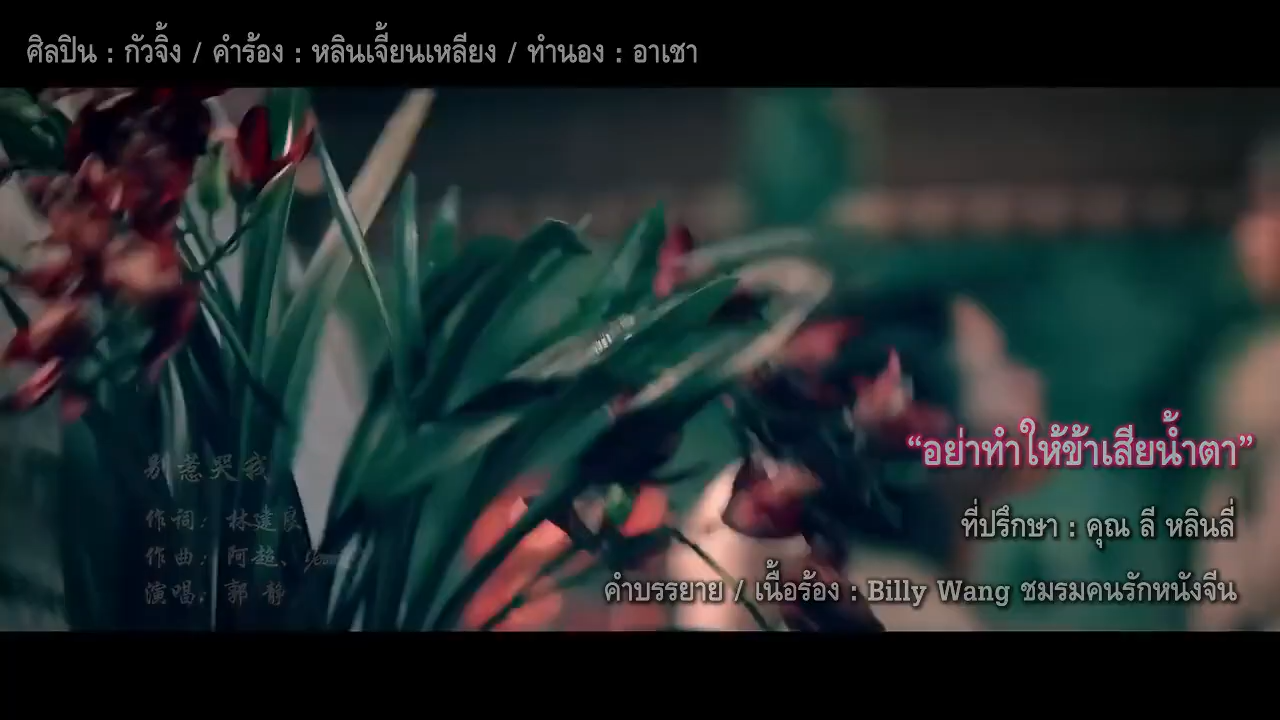 ศิลปิน : กัวจิ้ง / คำร้อง : หลินเจี้ยนเหลียง / ทำนอง : อาเชา
“อย่าทำให้ข้าเสียน้ำตา”
ที่ปรึกษา : คุณ ลี หลินลี่
คำบรรยาย / เนื้อร้อง : Billy Wang ชมรมคนรักหนังจีน
别惹哭我
作词：林建良
作曲：阿超、
演唱：郭 静